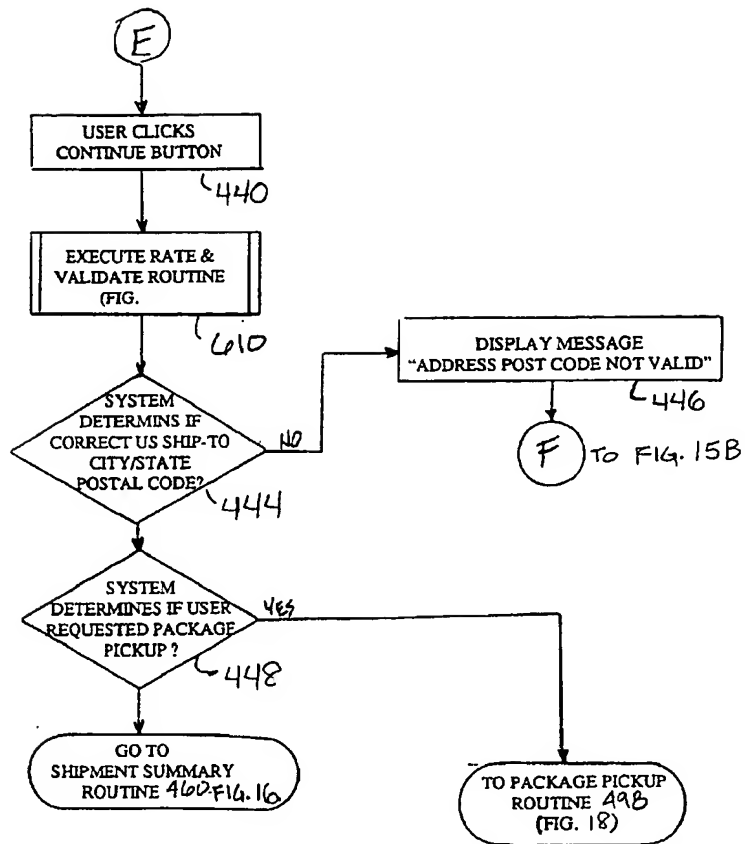 E
USER CLICKS
CONTINUE BUTTON
440
EXECUTE RATE &
VALIDATE ROUTINE
(FIG.
610
SYSTEM
DETERMINS IF
CORRECT US SHIP-TO
CITY/STATE
POSTAL CODE?
444
NO
DISPLAY MESSAGE
"ADDRESS POST CODE NOT VALID"
446
F TO FIG. 15B
SYSTEM
DETERMINES IF USER
REQUESTED PACKAGE
PICKUP ?
448
YES
GO TO
SHIPMENT SUMMARY
ROUTINE 460-FIG.16.
TO PACKAGE PICKUP
ROUTINE 498
(FIG. 18)